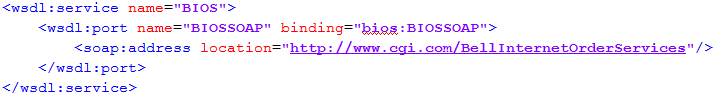 <wsdl:service name="BIOS">
<wsdl:port name="BIOSSOAP" binding="bios:BIOSSOAP">
<soap:address location="http://www.cgi.com/BellInternetOrderServices"/>
</wsdl:port>
</wsdl:service>